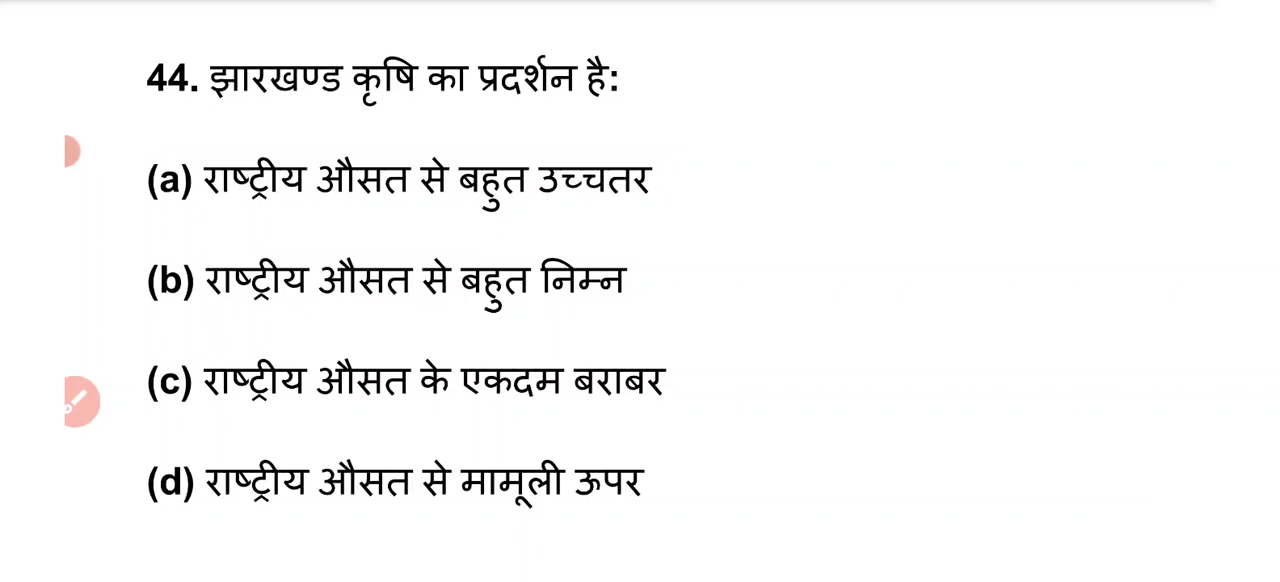 44. झारखण्ड कृषि का प्रदर्शन है:
(a) राष्ट्रीय औसत से बहुत उच्चतर
(b) राष्ट्रीय औसत से बहुत निम्न
(c) राष्ट्रीय औसत के एकदम बराबर
(d) राष्ट्रीय औसत से मामूली ऊपर